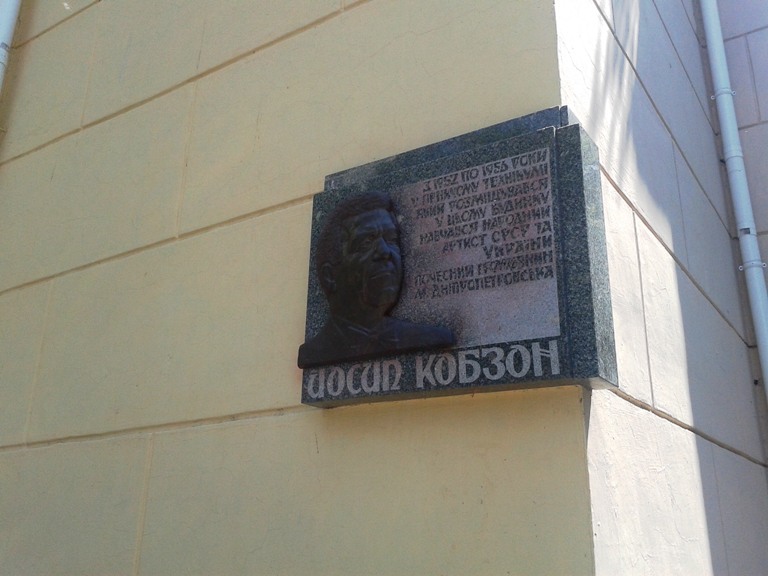 З 1952 ПО 1956 РОКИ
У ГІРНИЧОМУ ТЕХНІКУМІ
ЯКИЙ РОЗМІЩУВАВСЯ
У ЦЬОМУ БУДИНКУ
НАВЧАВСЯ НАРОДНИЙ
АРТИСТ СРСР ТА
УКРАЇНИ
ПОЧЕСНИЙ ГРОМАДЯНИН
М. ДНІПРОПЕТРОВСЬКА
ЙОСИП КОБЗОН